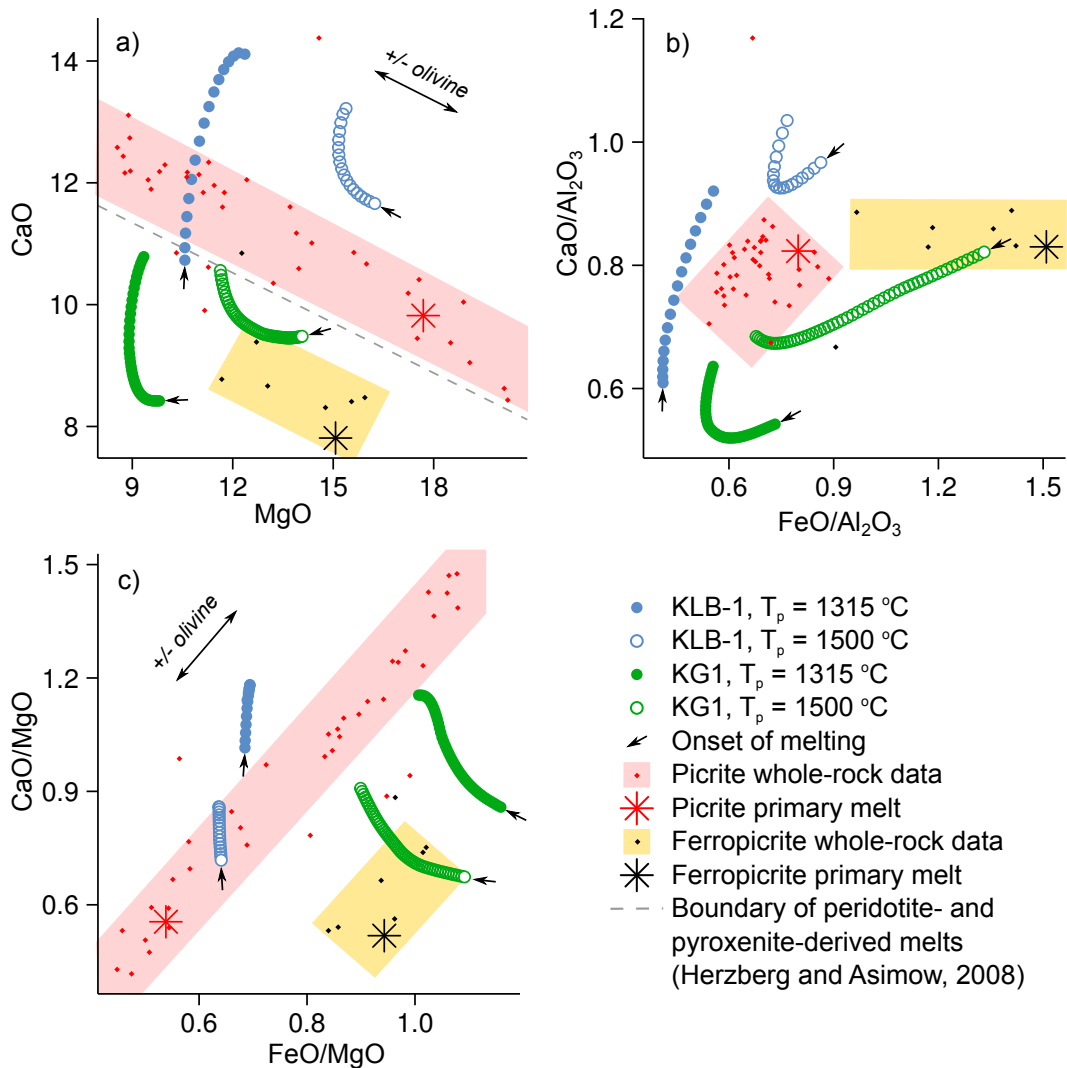 a)
+/- olivine
CaO
14
12
10
8
9
12
15
18
MgO
b)
CaO/Al₂O₃
1.2
1.0
0.8
0.6
0.6
0.9
1.2
1.5
FeO/Al₂O₃
c)
+/- olivine
CaO/MgO
1.5
1.2
0.9
0.6
0.6
0.8
1.0
FeO/MgO
KLB-1, Tₚ = 1315 °C
KLB-1, Tₚ = 1500 °C
KG1, Tₚ = 1315 °C
KG1, Tₚ = 1500 °C
Onset of melting
Picrite whole-rock data
Picrite primary melt
Ferropicrite whole-rock data
Ferropicrite primary melt
Boundary of peridotite- and
pyroxenite-derived melts
(Herzberg and Asimow, 2008)